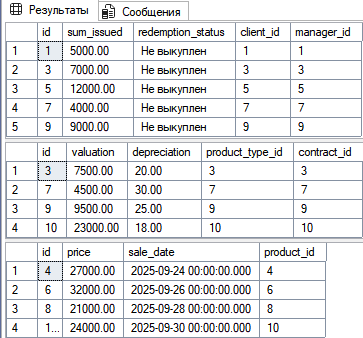 Результаты Сообщения
id sum_issued redemption_status client_id manager_id
1 1 5000.00 Не выкуплен 1 1
2 3 7000.00 Не выкуплен 3 3
3 5 12000.00 Не выкуплен 5 5
4 7 4000.00 Не выкуплен 7 7
5 9 9000.00 Не выкуплен 9 9
id valuation depreciation product_type_id contract_id
1 3 7500.00 20.00 3 3
2 7 4500.00 30.00 7 7
3 9 9500.00 25.00 9 9
4 10 23000.00 18.00 10 10
id price sale_date product_id
1 4 27000.00 2025-09-24 00:00:00.000 4
2 6 32000.00 2025-09-26 00:00:00.000 6
3 8 21000.00 2025-09-28 00:00:00.000 8
4 1... 24000.00 2025-09-30 00:00:00.000 10